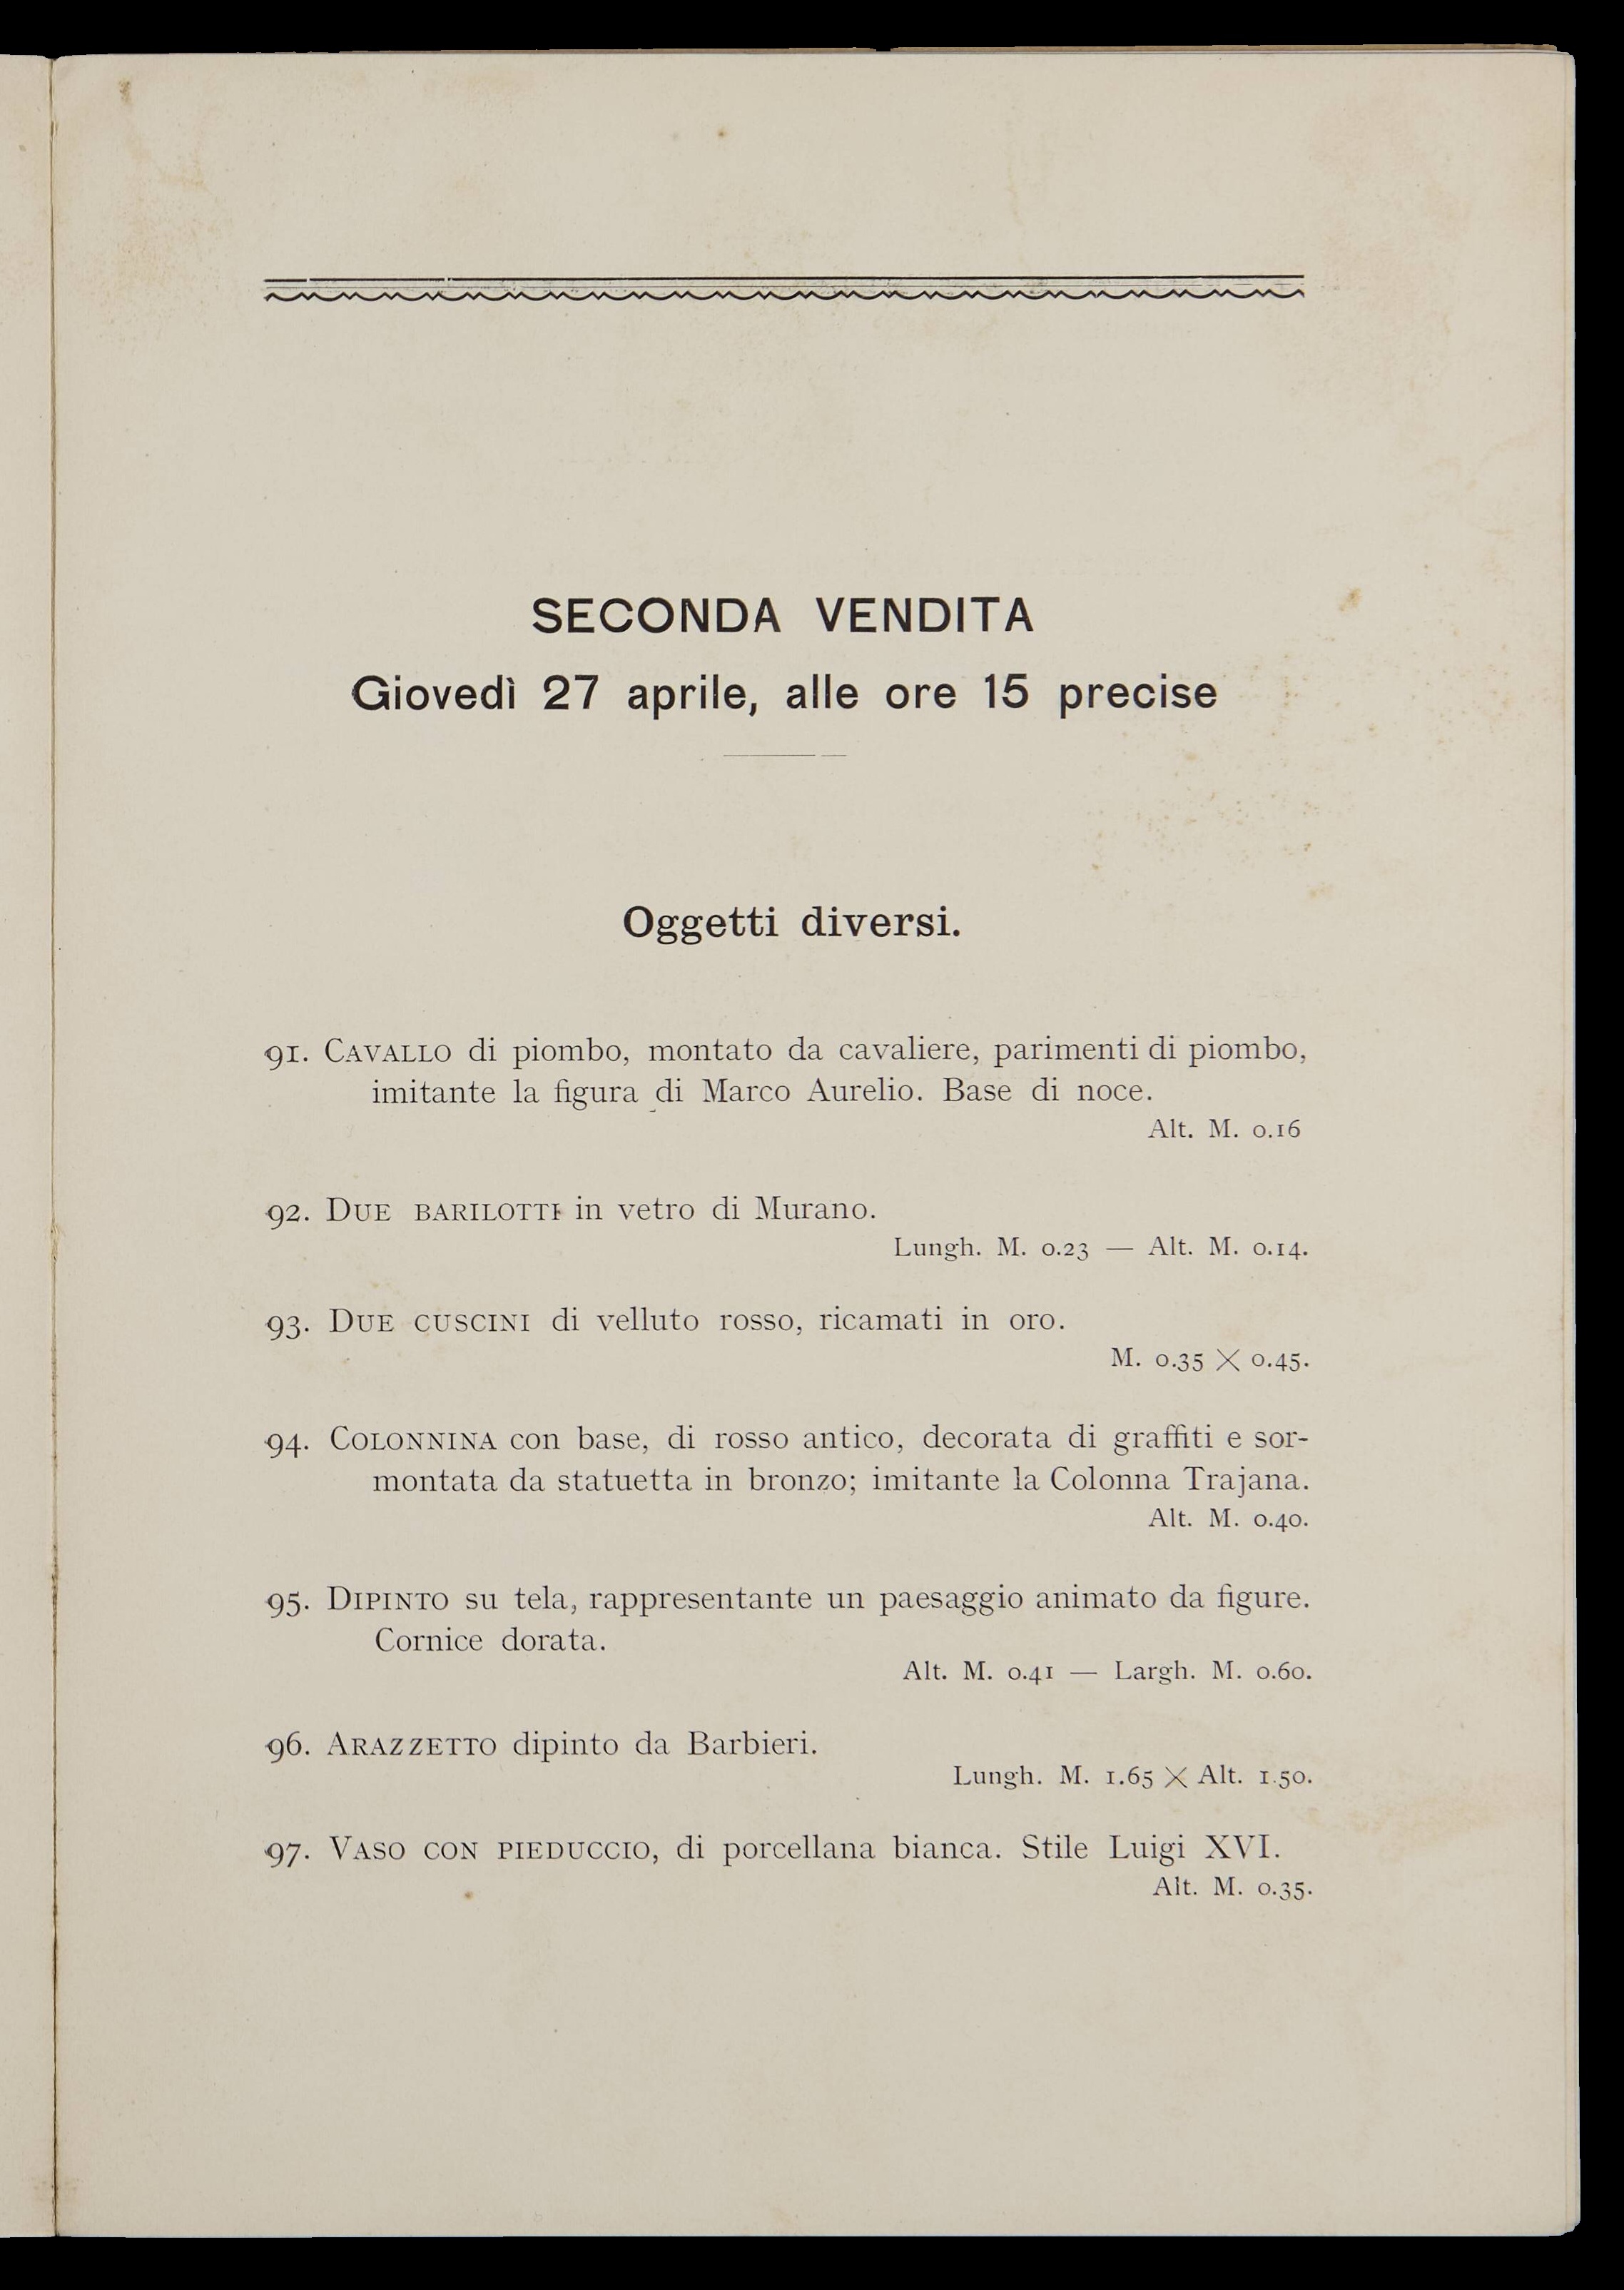 SECONDA VENDITA
Giovedì 27 aprile, alle ore 15 precise
Oggetti diversi.
91. CAVALLO di piombo, montato da cavaliere, parimenti di piombo,
imitante la figura di Marco Aurelio. Base di noce.
Alt. M. 0.16
92. DUE BARILOTTI in vetro di Murano.
Lungh. M. 0.23 — Alt. M. 0.14.
93. DUE CUSCINI di velluto rosso, ricamati in oro.
M. 0.35 × 0.45.
94. COLONNINA con base, di rosso antico, decorata di graffiti e sor-
montata da statuetta in bronzo; imitante la Colonna Trajana.
Alt. M. 0.40.
95. DIPINTO su tela, rappresentante un paesaggio animato da figure.
Cornice dorata.
Alt. M. 0.41 — Largh. M. 0.60.
96. ARAZZETTO dipinto da Barbieri.
Lungh. M. 1.65 × Alt. 1.50.
97. VASO CON PIEDUCCIO, di porcellana bianca. Stile Luigi XVI.
Alt. M. 0.35.